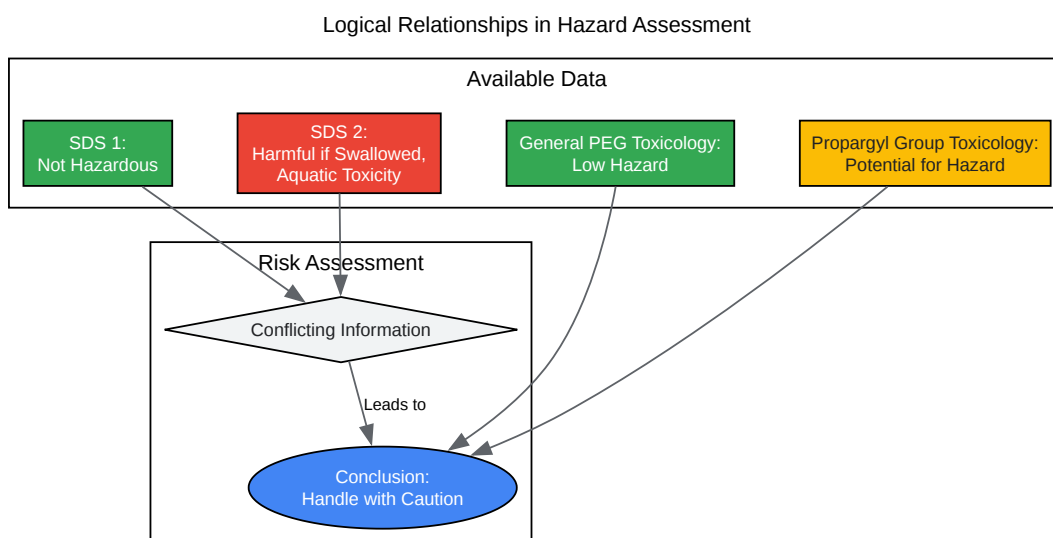 Logical Relationships in Hazard Assessment
Available Data
SDS 1:
Not Hazardous
SDS 2:
Harmful if Swallowed,
Aquatic Toxicity
General PEG Toxicology:
Low Hazard
Propargyl Group Toxicology:
Potential for Hazard
Risk Assessment
Conflicting Information
Leads to
Conclusion:
Handle with Caution